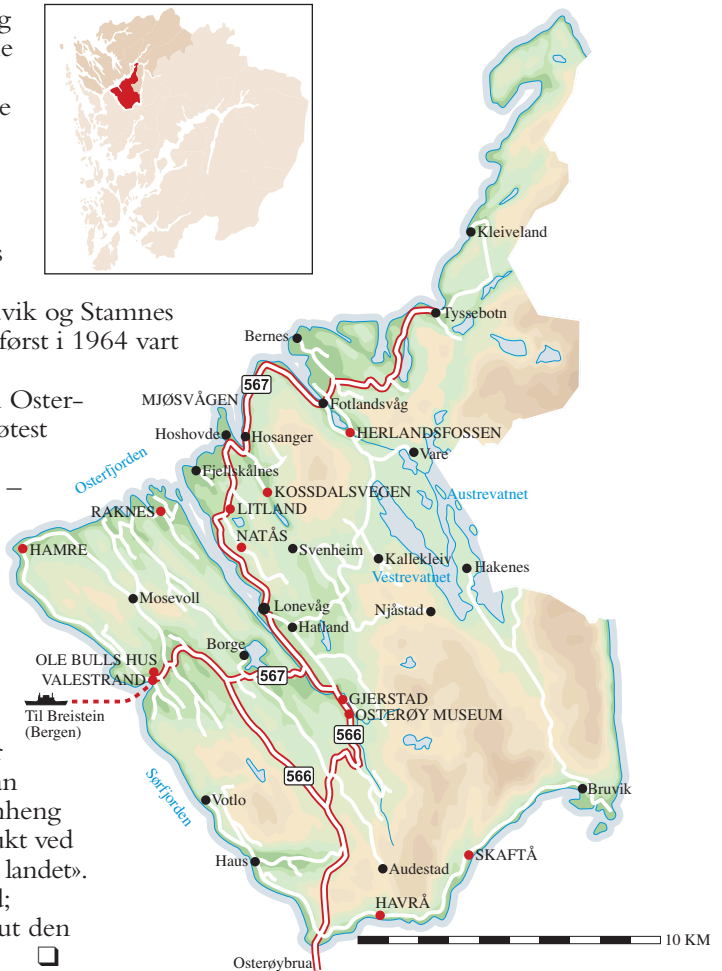 g
e
e
s
vik og Stamnes
først i 1964 vart
Oster–
øtest
–
r
an
nheng
ukt ved
landet».
d;
ut den
❑
Kleiveland
Tyssebotn
Bernes
567
MJØSVÅGEN
Fotlandsvåg
Hoshovde
Hosanger
HERLANDSFOSSEN
Vare
Osterfjorden
Fjellskålnes
KOSSDALSVEGEN
Austrevatnet
RAKNES
LITLAND
NATÅS
HAMRE
Svenheim
Kallekleiv
Hakenes
Vestrevatnet
Mosevoll
Lonevåg
Njåstad
Hatland
Borge
OLE BULLS HUS
VALESTRAND
567
GJERSTAD
Til Breistein
(Bergen)
OSTERØY MUSEUM
566
566
Sørfjorden
Votlo
Bruvik
Haus
Audestad
SKAFTÅ
HAVRÅ
10 KM
Osterøybrua